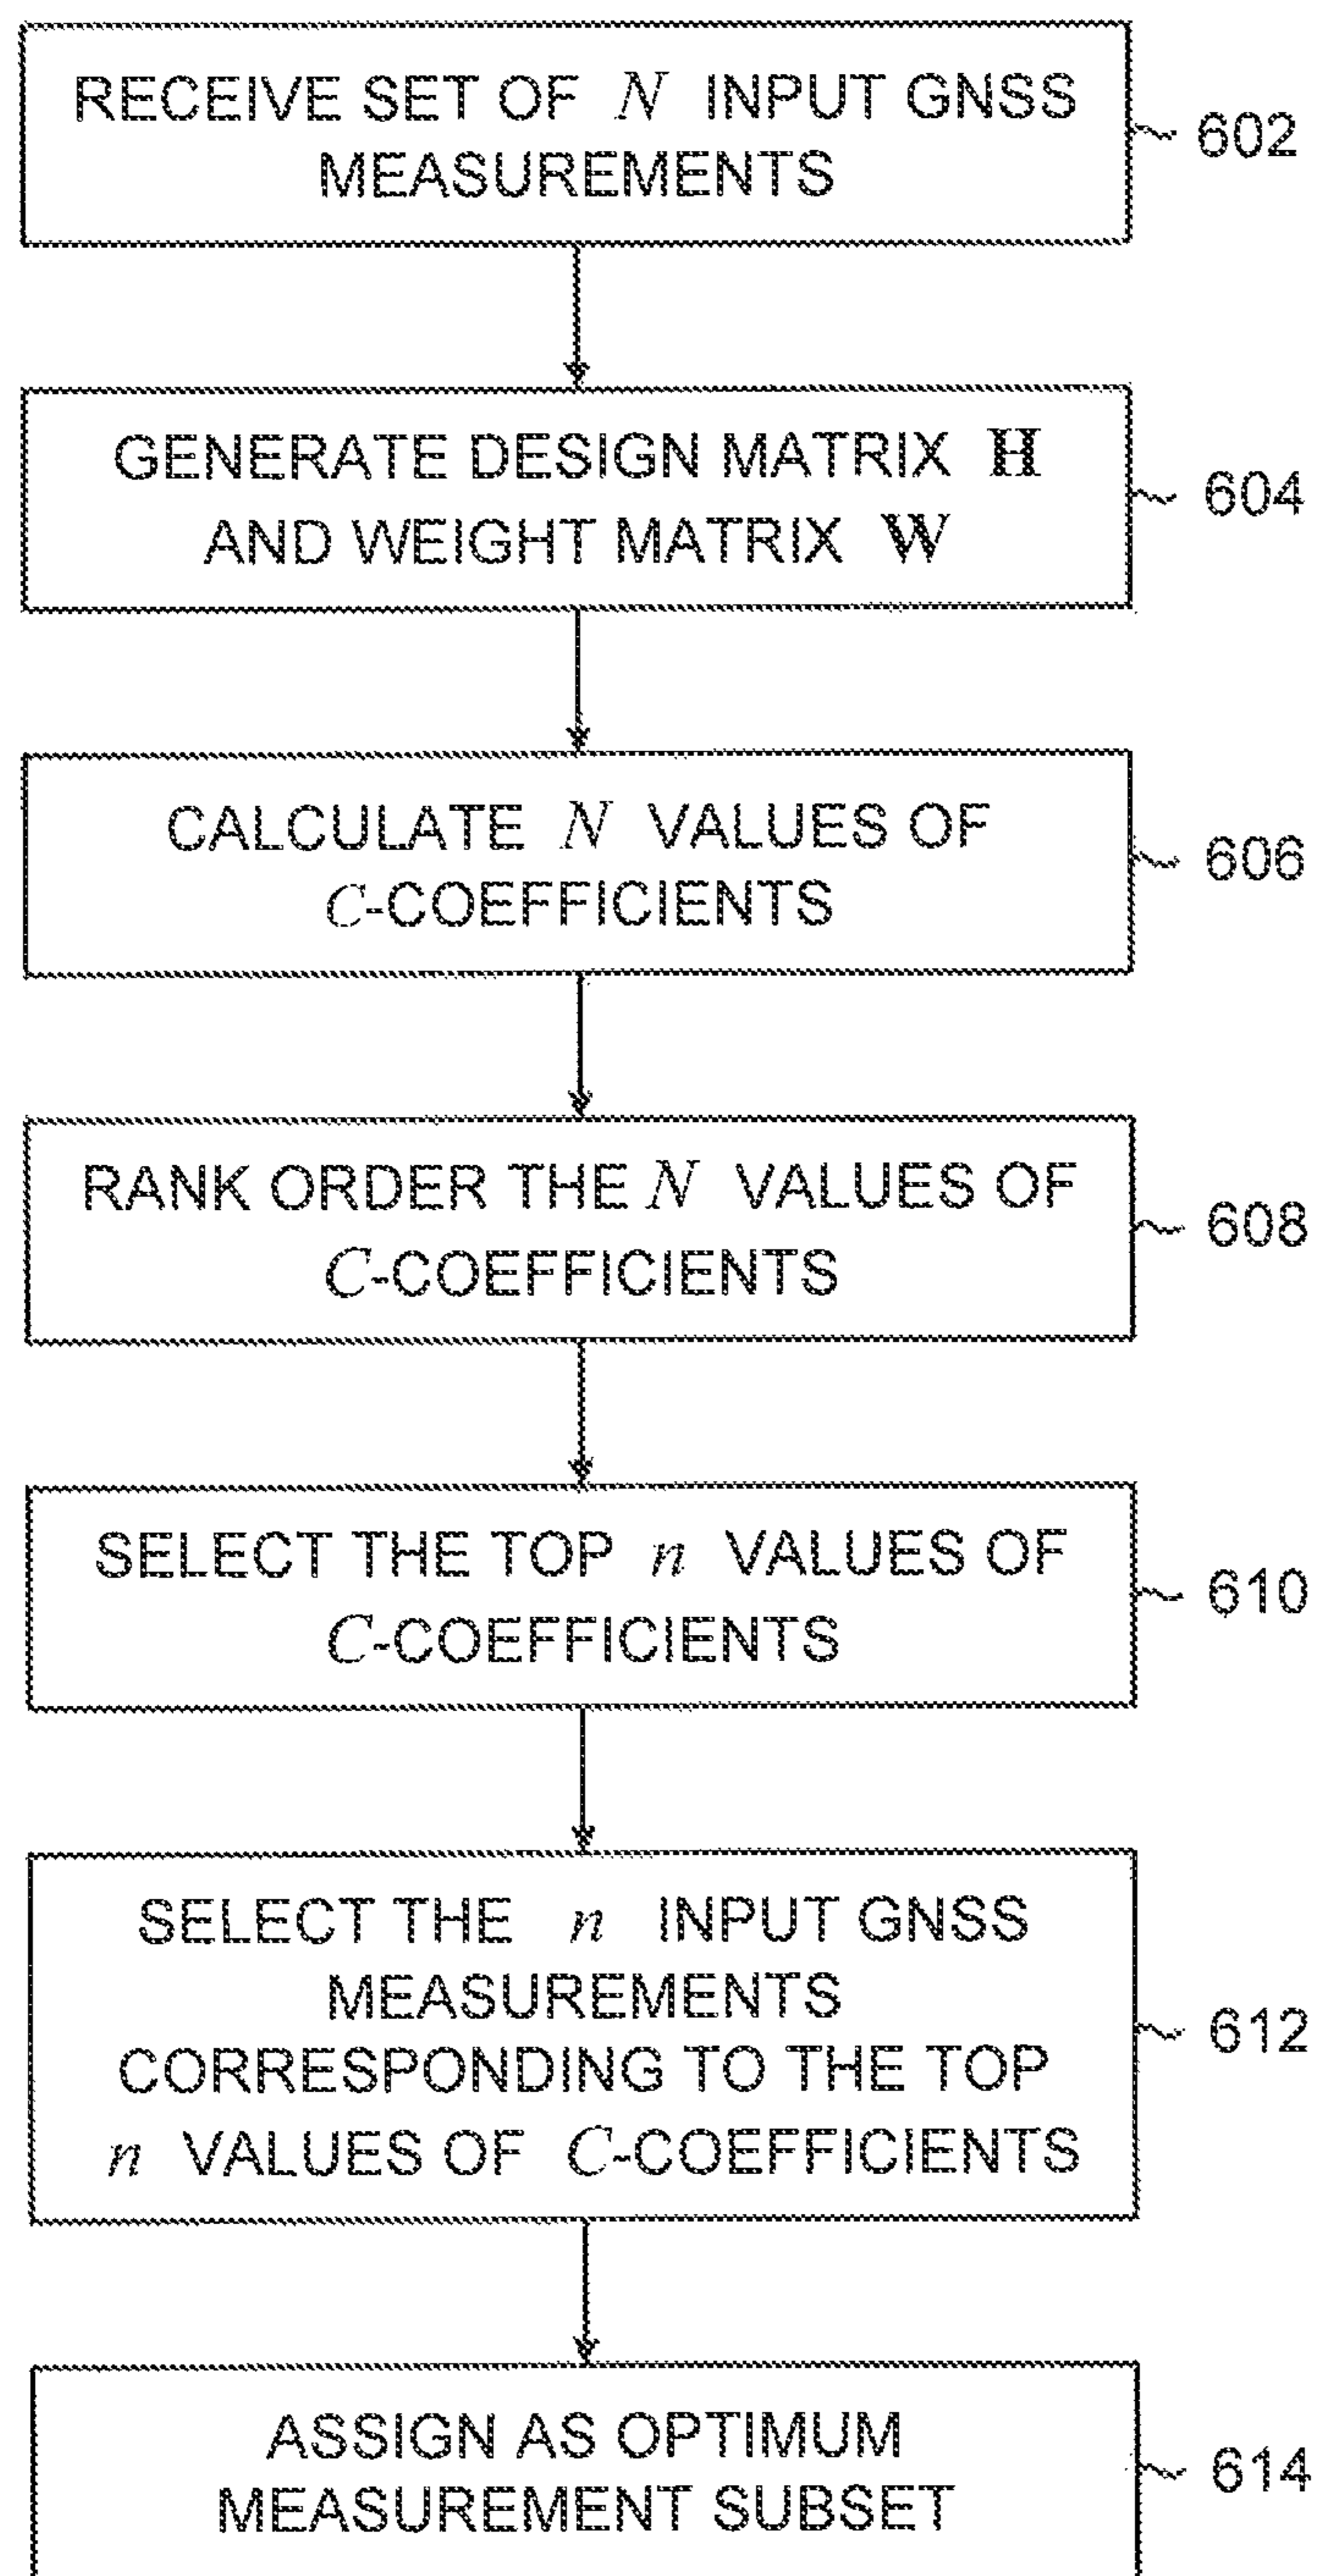 RECEIVE SET OF N INPUT GNSS
MEASUREMENTS
602
GENERATE DESIGN MATRIX H
AND WEIGHT MATRIX W
604
CALCULATE N VALUES OF
C-COEFFICIENTS
606
RANK ORDER THE N VALUES OF
C-COEFFICIENTS
608
SELECT THE TOP n VALUES OF
C-COEFFICIENTS
610
SELECT THE n INPUT GNSS
MEASUREMENTS
CORRESPONDING TO THE TOP
n VALUES OF C-COEFFICIENTS
612
ASSIGN AS OPTIMUM
MEASUREMENT SUBSET
614